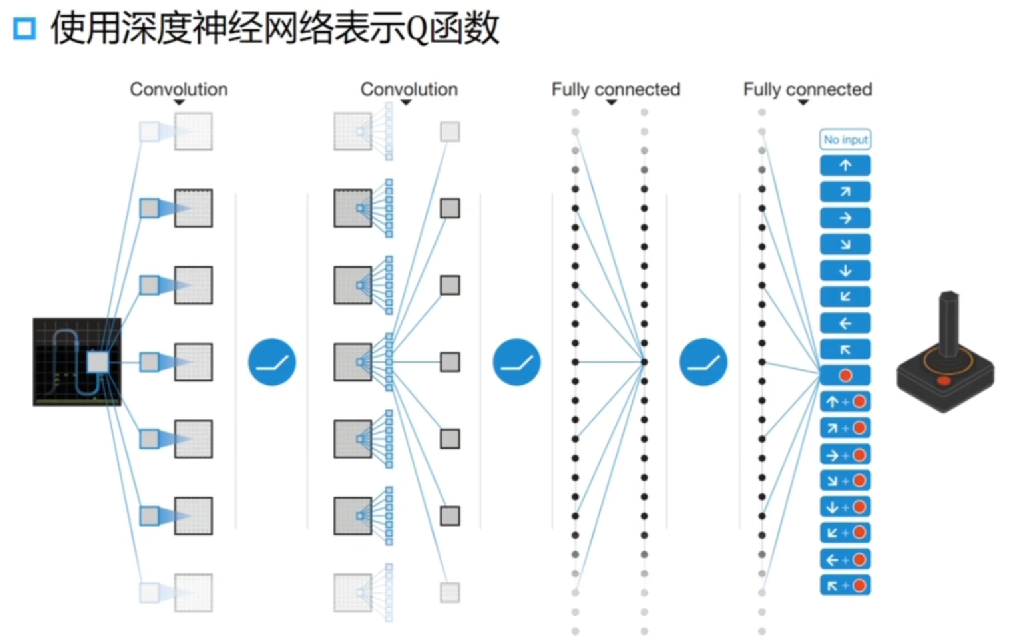 使用深度神经网络表示Q函数
Convolution
Convolution
Fully connected
Fully connected
No input
↑
↗
→
↘
↓
↙
←
↖
↑+
↗+
→+
↘+
↓+
↙+
←+
↖+